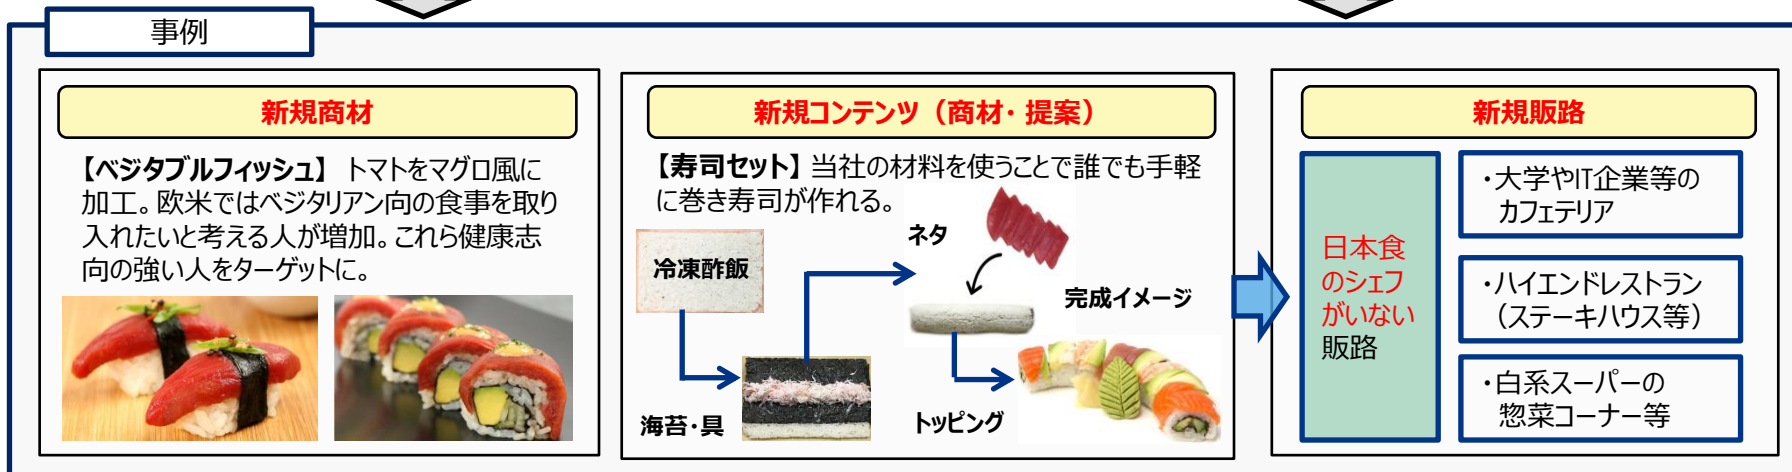 事例
新規商材
【ベジタブルフィッシュ】 トマトをマグロ風に
加工。欧米ではベジタリアン向の食事を取り
入れたいと考える人が増加。これら健康志
向の強い人をターゲットに。
新規コンテンツ（商材・提案）
【寿司セット】 当社の材料を使うことで誰でも手軽
に巻き寿司が作れる。
冷凍酢飯
海苔・具
ネタ
完成イメージ
トッピング
新規販路
日本食
のシェフ
がいない
販路
・大学やIT企業等の
カフェテリア
・ハイエンドレストラン
（ステーキハウス等）
・白系スーパーの
惣菜コーナー等